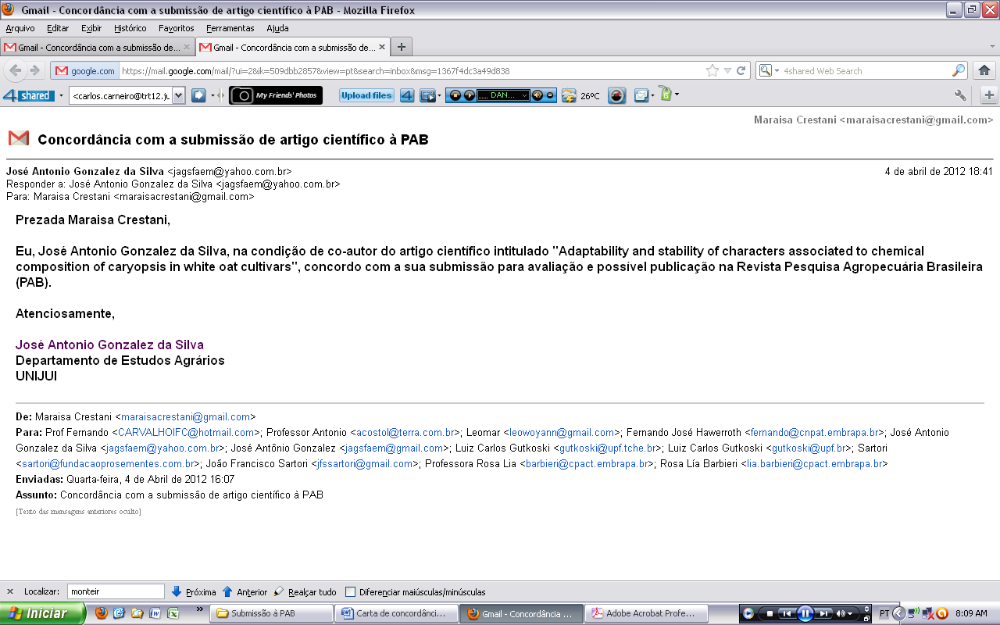 Gmail - Concordância com a submissão de artigo científico à PAB - Mozilla Firefox
Arquivo Editar Exibir Histórico Favoritos Ferramentas Ajuda
Gmail - Concordância com a submissão de... Gmail - Concordância com a submissão de...
google.com https://mail.google.com/mail/?ui=2&ik=509dbb2857&view=pt&search=inbox&msg=1367f4dc3a49d838 4shared Web Search
4shared <carlos.carneiro@trt12.ju My Friends' Photos Upload files DAN... 26ºC
Maraisa Crestani <maraisacrestani@gmail.com>
Concordância com a submissão de artigo científico à PAB
José Antonio Gonzalez da Silva <jagsfaem@yahoo.com.br> 4 de abril de 2012 18:41
Responder a: José Antonio Gonzalez da Silva <jagsfaem@yahoo.com.br>
Para: Maraisa Crestani <maraisacrestani@gmail.com>
Prezada Maraisa Crestani,
Eu, José Antonio Gonzalez da Silva, na condição de co-autor do artigo científico intitulado "Adaptability and stability of characters associated to chemical
composition of caryopsis in white oat cultivars", concordo com a sua submissão para avaliação e possível publicação na Revista Pesquisa Agropecuária Brasileira
(PAB).
Atenciosamente,
José Antonio Gonzalez da Silva
Departamento de Estudos Agrários
UNIJUI
De: Maraisa Crestani <maraisacrestani@gmail.com>
Para: Prof Fernando <CARVALHOIFC@hotmail.com>; Professor Antonio <acostol@terra.com.br>; Leomar <leowoyann@gmail.com>; Fernando José Hawerroth <fernando@cnpat.embrapa.br>; José Antonio
Gonzalez da Silva <jagsfaem@yahoo.com.br>; José Antônio Gonzalez <jagsfaem@gmail.com>; Luiz Carlos Gutkoski <gutkoski@upf.tche.br>; Luiz Carlos Gutkoski <gutkoski@upf.br>; Sartori
<sartori@fundacaoprosementes.com.br>; João Francisco Sartori <jfssartori@gmail.com>; Professora Rosa Lia <barbieri@cpact.embrapa.br>; Rosa Lía Barbieri <lia.barbieri@cpact.embrapa.br>
Enviadas: Quarta-feira, 4 de Abril de 2012 16:07
Assunto: Concordância com a submissão de artigo científico à PAB
[Texto das mensagens anteriores oculto]
Localizar: monteir Próxima Anterior Realçar tudo Diferenciar maiúsculas/minúsculas
Iniciar Submissão à PAB Carta de concordânci... Gmail - Concordância ... Adobe Acrobat Profe... PT 8:09 AM